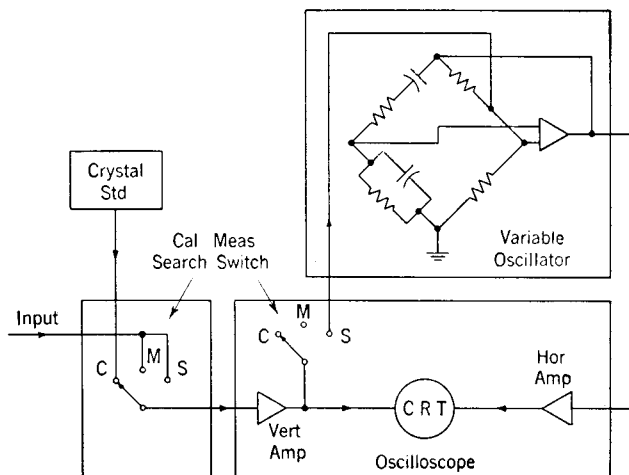 Crystal
Std
Cal Meas
Search Switch
Variable
Oscillator
Input
C
M
S
C
M
S
Vert
Amp
CRT
Hor
Amp
Oscilloscope